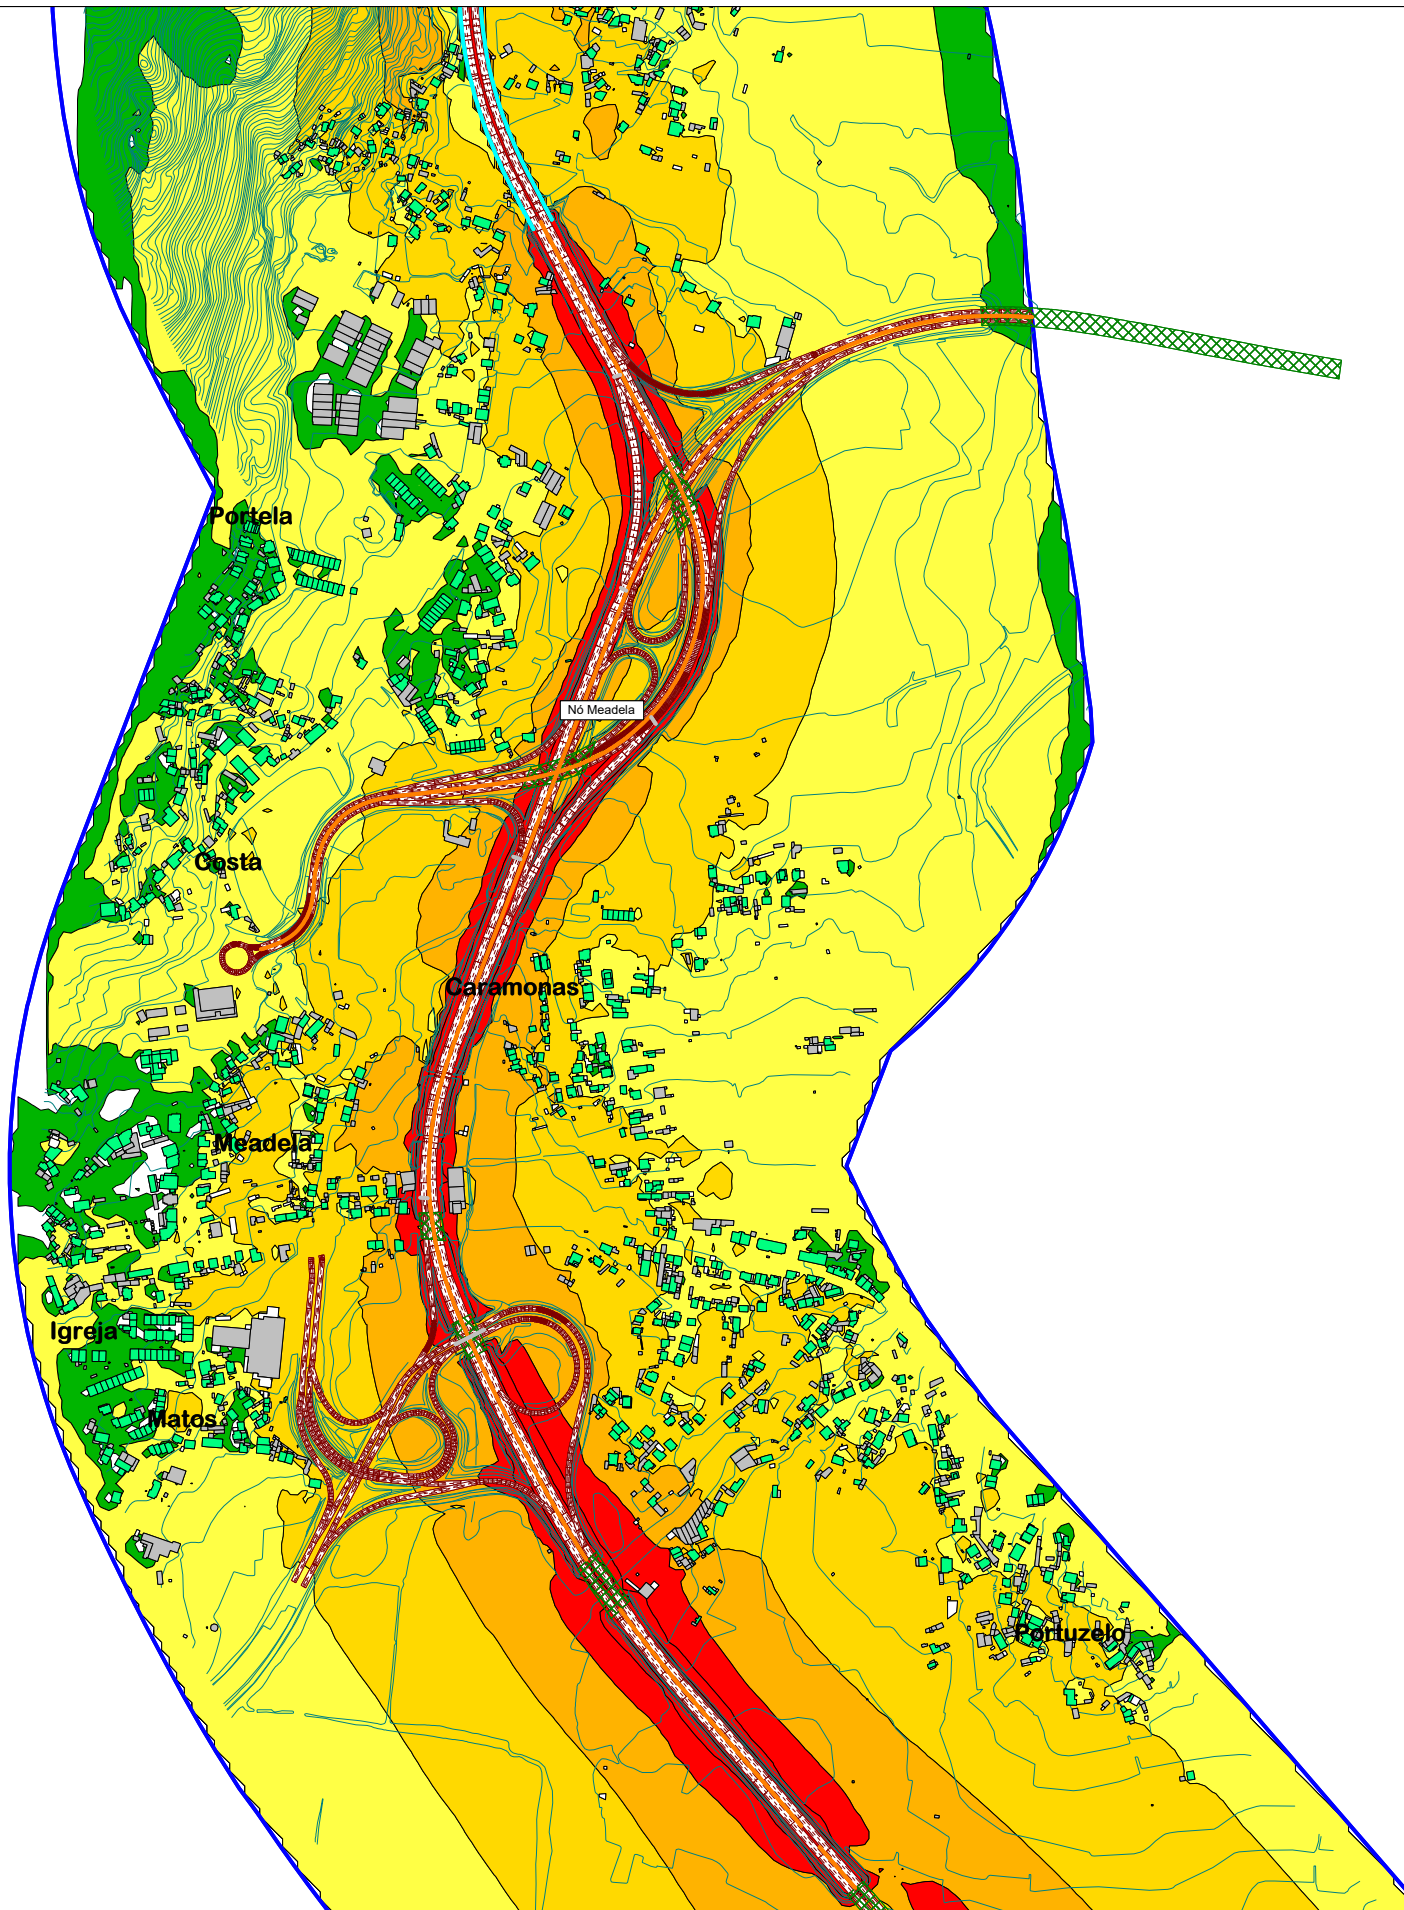 Portela
Nó Meadela
Costa
Caramonas
Meadela
Igreja
Matos
Portuzelo